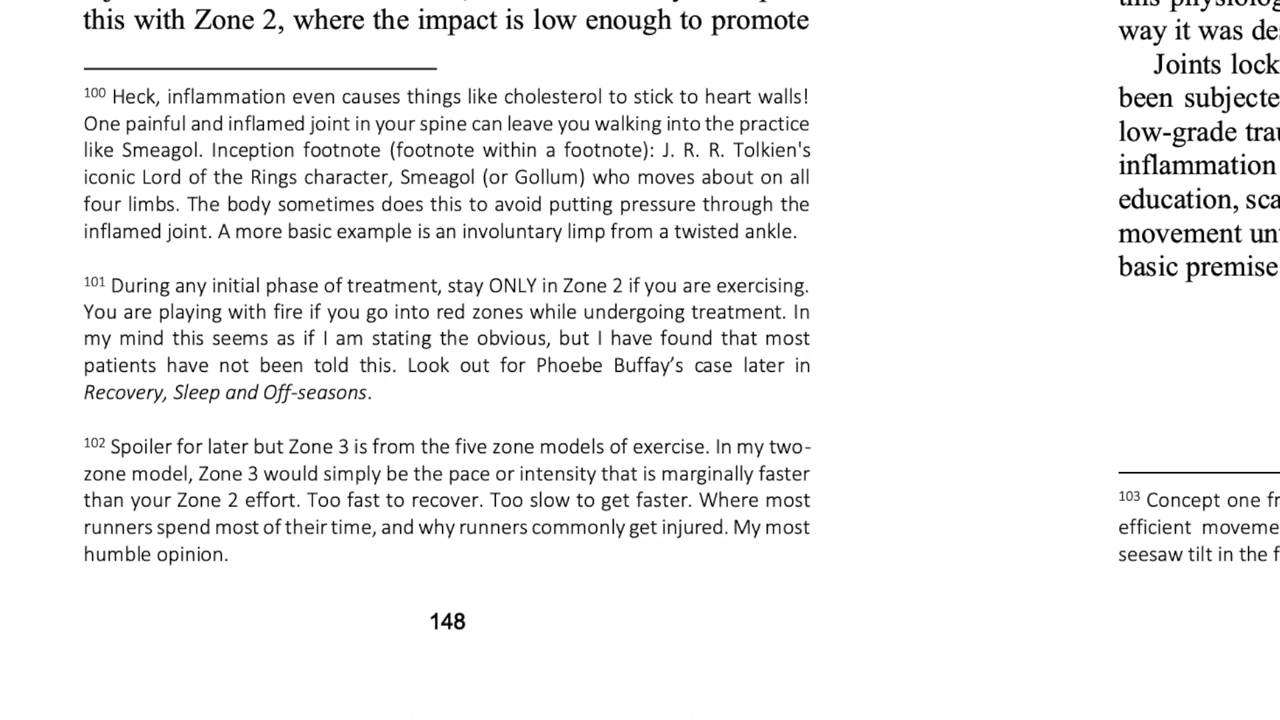 this with Zone 2, where the impact is low enough to promote
100 Heck, inflammation even causes things like cholesterol to stick to heart walls!
One painful and inflamed joint in your spine can leave you walking into the practice
like Smeagol. Inception footnote (footnote within a footnote): J. R. R. Tolkien's
iconic Lord of the Rings character, Smeagol (or Gollum) who moves about on all
four limbs. The body sometimes does this to avoid putting pressure through the
inflamed joint. A more basic example is an involuntary limp from a twisted ankle.
101 During any initial phase of treatment, stay ONLY in Zone 2 if you are exercising.
You are playing with fire if you go into red zones while undergoing treatment. In
my mind this seems as if I am stating the obvious, but I have found that most
patients have not been told this. Look out for Phoebe Buffay’s case later in
Recovery, Sleep and Off-seasons.
102 Spoiler for later but Zone 3 is from the five zone models of exercise. In my two-
zone model, Zone 3 would simply be the pace or intensity that is marginally faster
than your Zone 2 effort. Too fast to recover. Too slow to get faster. Where most
runners spend most of their time, and why runners commonly get injured. My most
humble opinion.
148
way it was
Joints lock
been
low-grade
inflammation
education,
movement
basic premise
103 Concept one
efficient
seesaw tilt in the